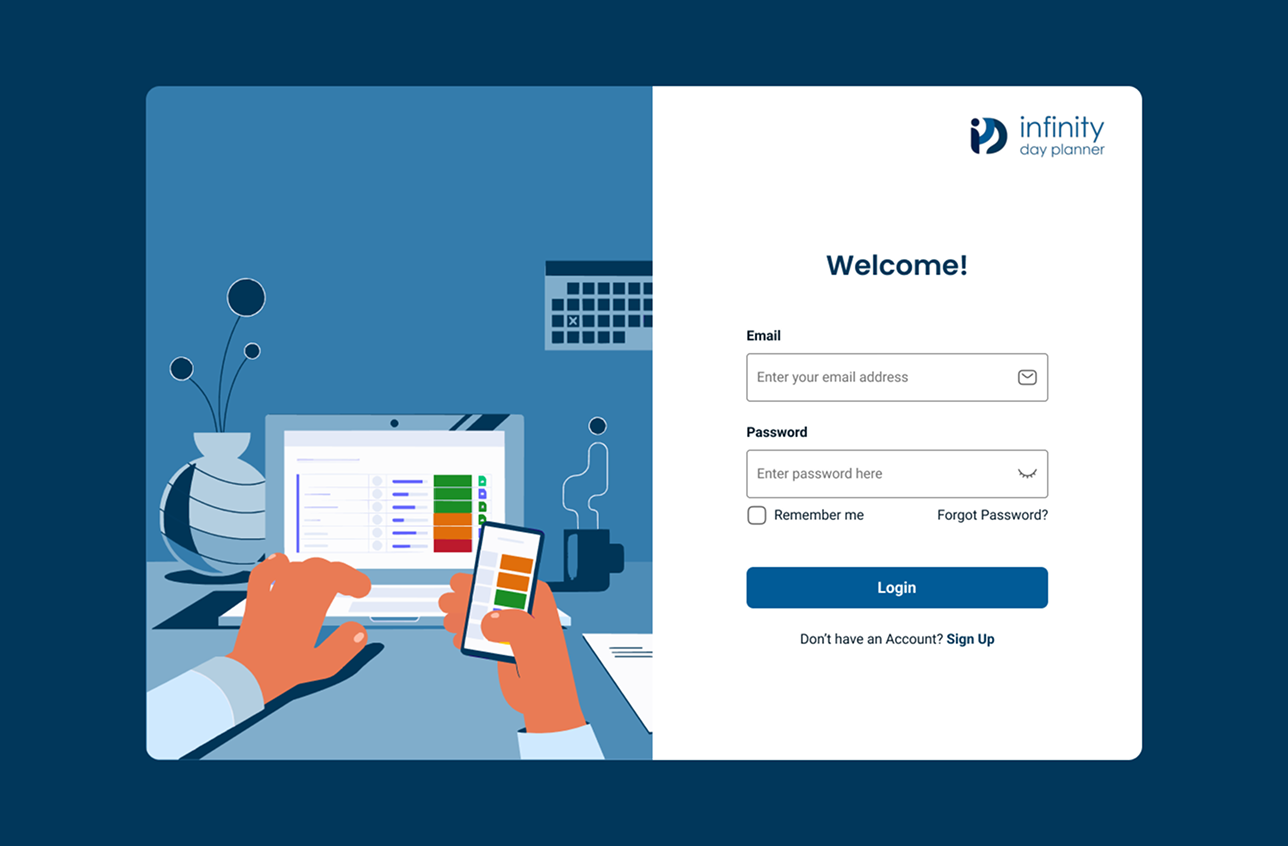 infinity
day planner
Welcome!
Email
Enter your email address
Password
Enter password here
Remember me
Forgot Password?
Login
Don't have an Account? Sign Up